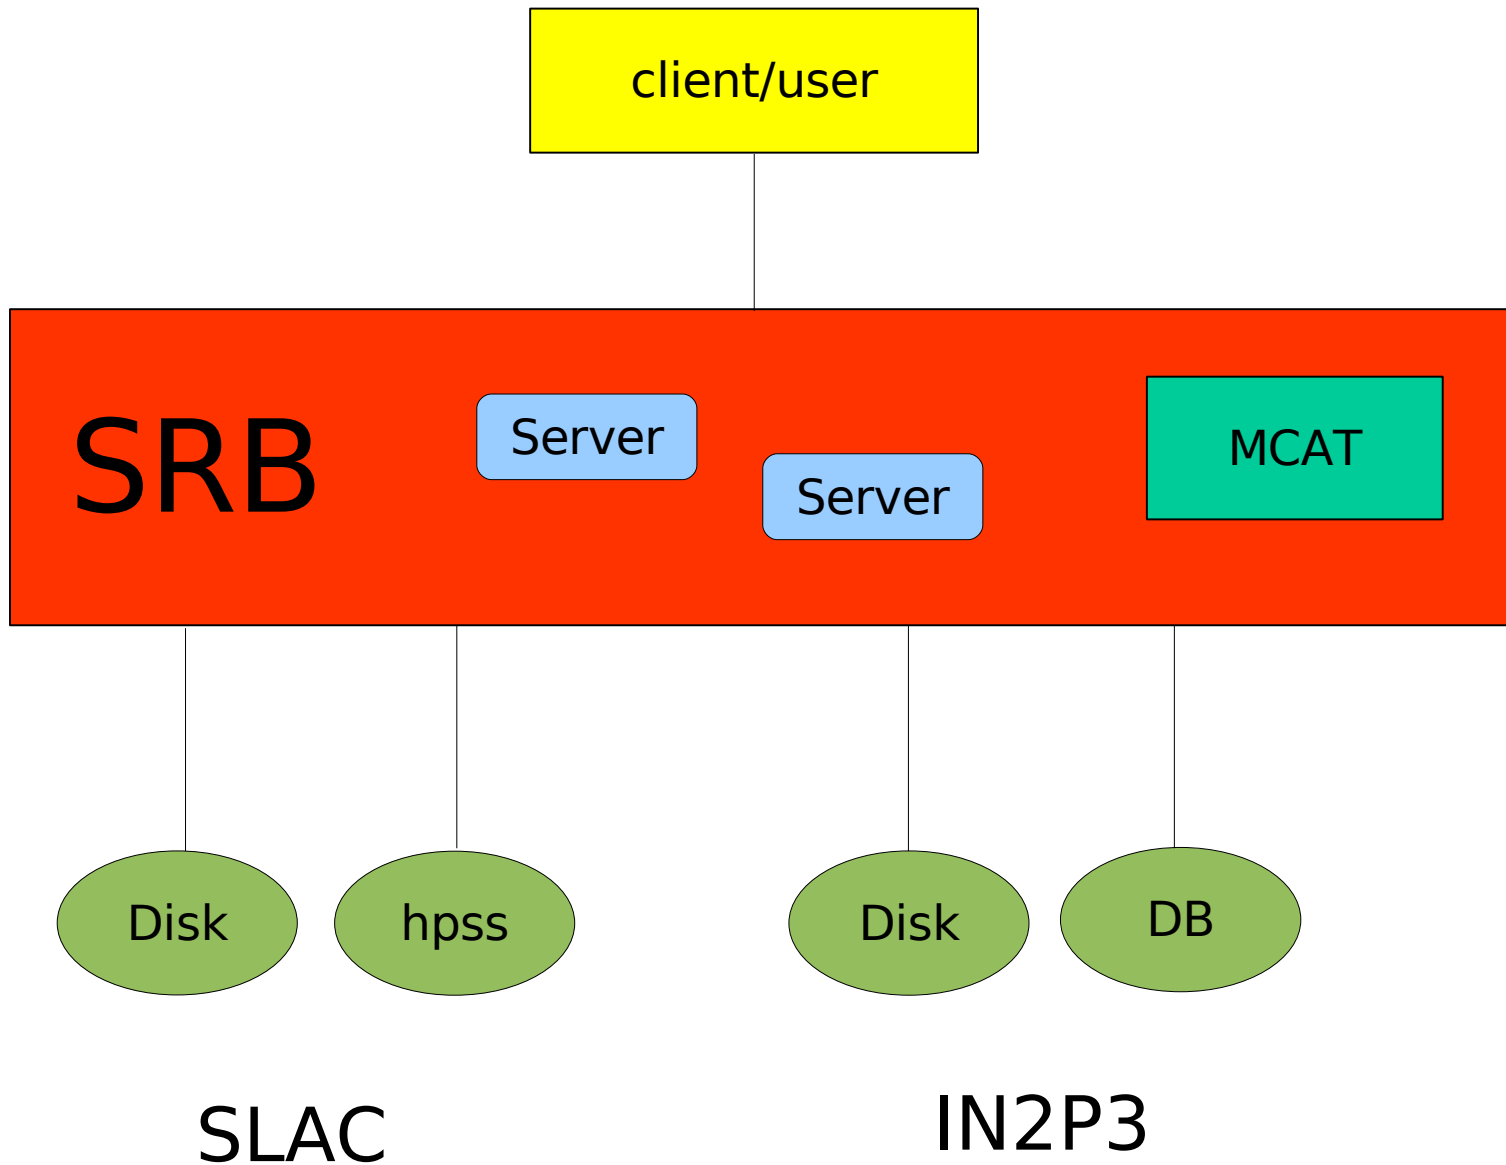 client/user
SRB
Server
Server
MCAT
Disk
hpss
Disk
DB
SLAC
IN2P3